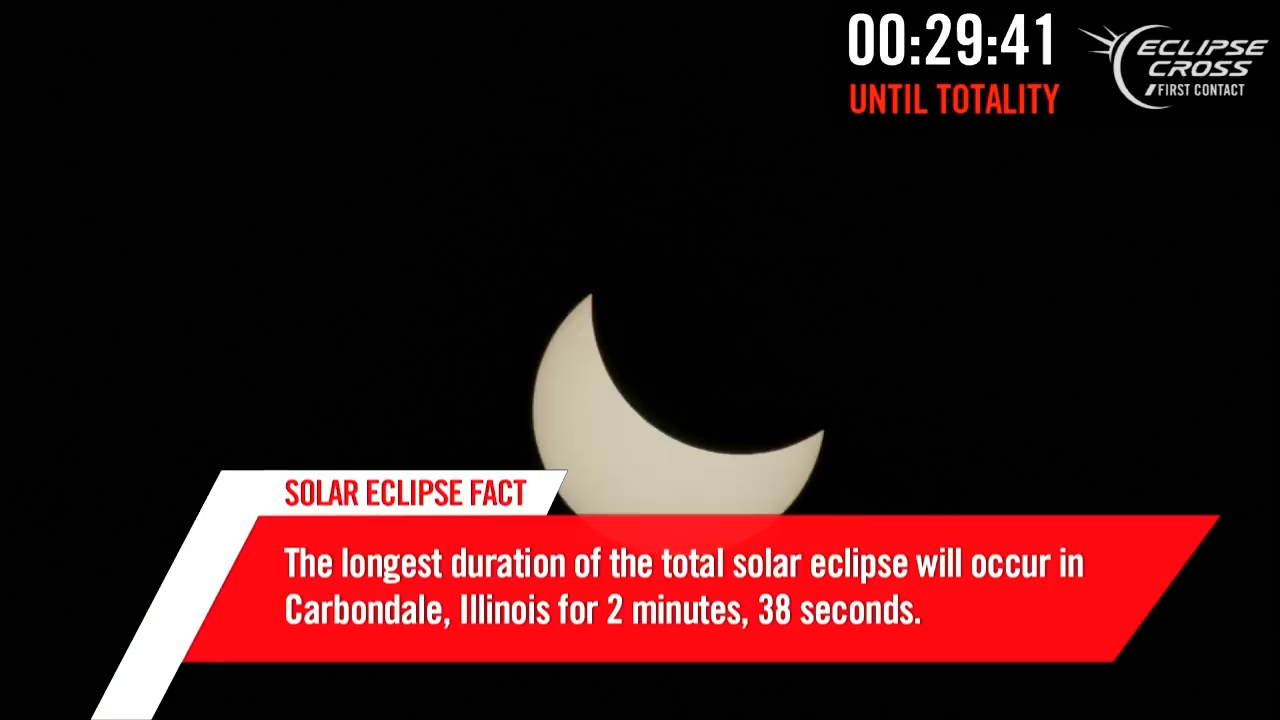 00:29:41
UNTIL TOTALITY
ECLIPSE
CROSS
FIRST CONTACT
SOLAR ECLIPSE FACT
The longest duration of the total solar eclipse will occur in
Carbondale, Illinois for 2 minutes, 38 seconds.